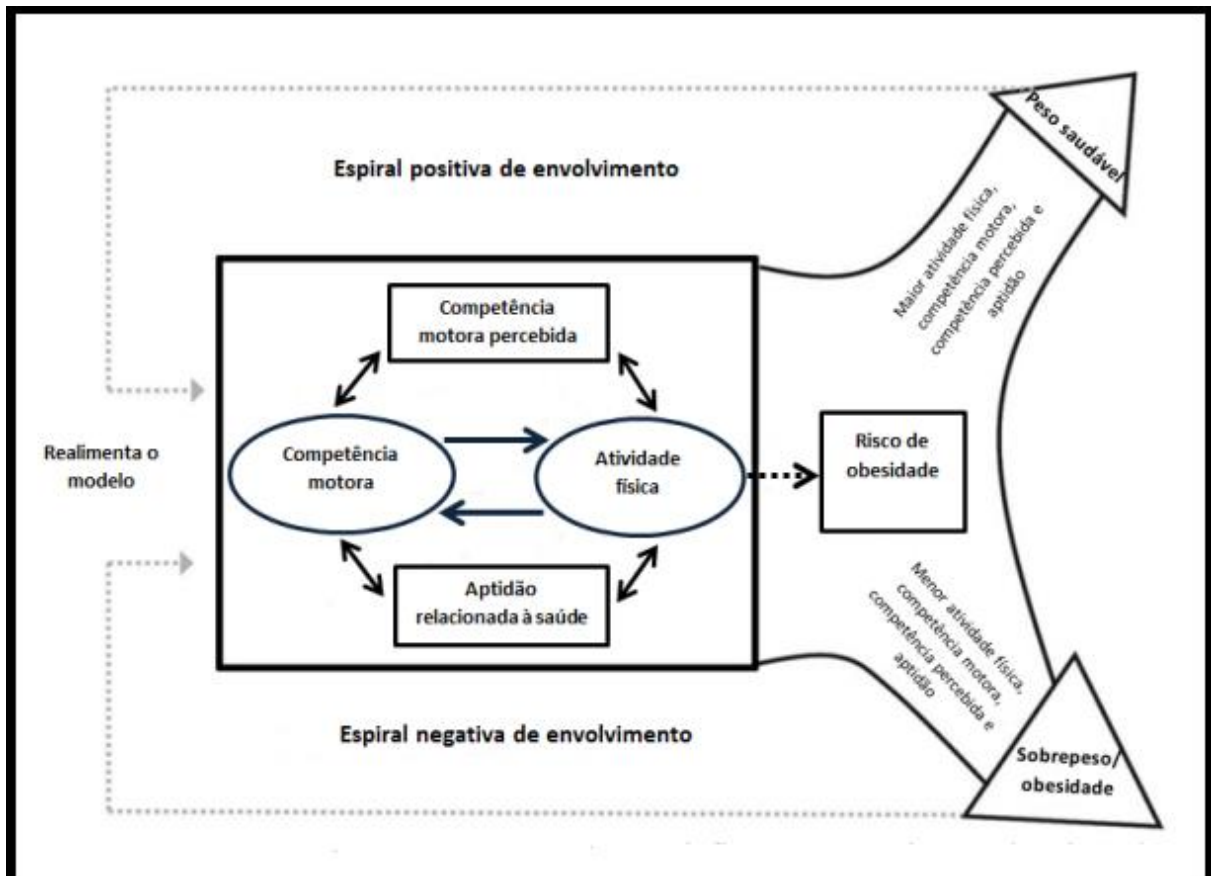 Peso saudável
Espiral positiva de envolvimento
Maior atividade física,
competência motora,
competência percebida e
aptidão
Competência
motora percebida
Realimenta o
modelo
Competência
motora
Atividade
física
Risco de
obesidade
Aptidão
relacionada à saúde
Menor atividade física,
competência motora,
competência percebida e
aptidão
Espiral negativa de envolvimento
Sobrepeso/
obesidade